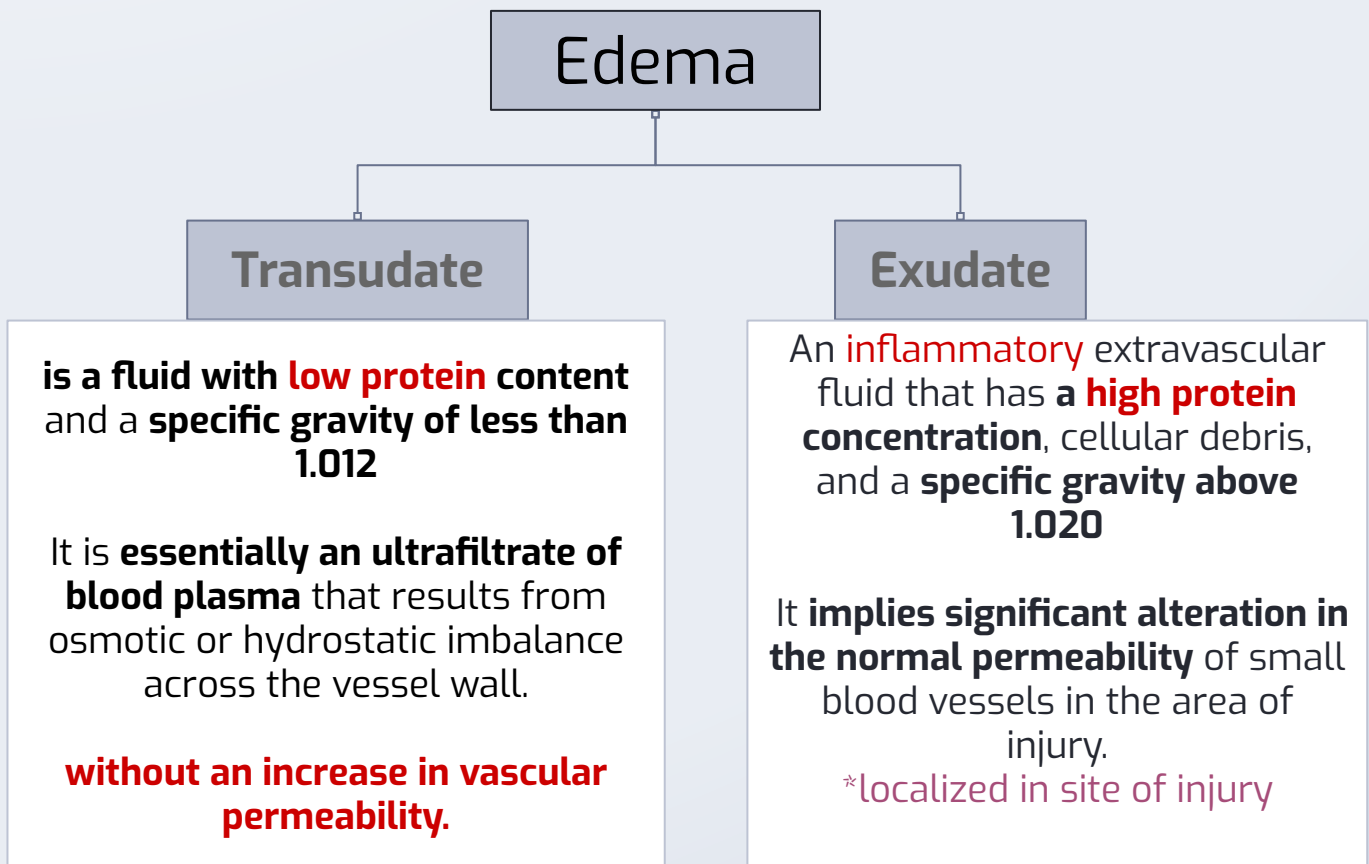 Edema
Transudate
is a fluid with low protein content
and a specific gravity of less than
1.012
It is essentially an ultrafiltrate of
blood plasma that results from
osmotic or hydrostatic imbalance
across the vessel wall.
without an increase in vascular
permeability.
Exudate
An inflammatory extravascular
fluid that has a high protein
concentration, cellular debris,
and a specific gravity above
1.020
It implies significant alteration in
the normal permeability of small
blood vessels in the area of
injury.
*localized in site of injury